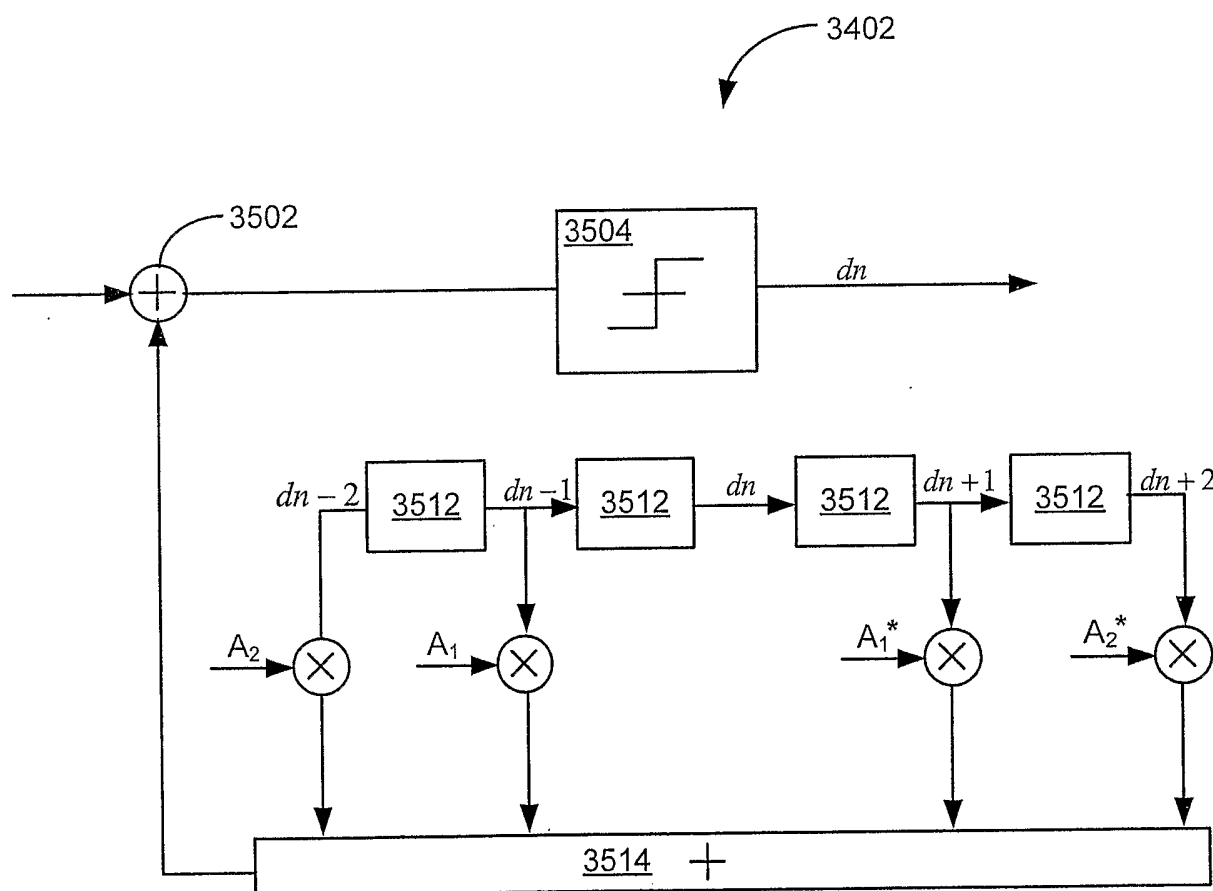 3402
3502
3504
dn
dn-2
3512
dn-1
3512
dn
3512
dn+1
3512
dn+2
A2
A1
A1*
A2*
3514 +